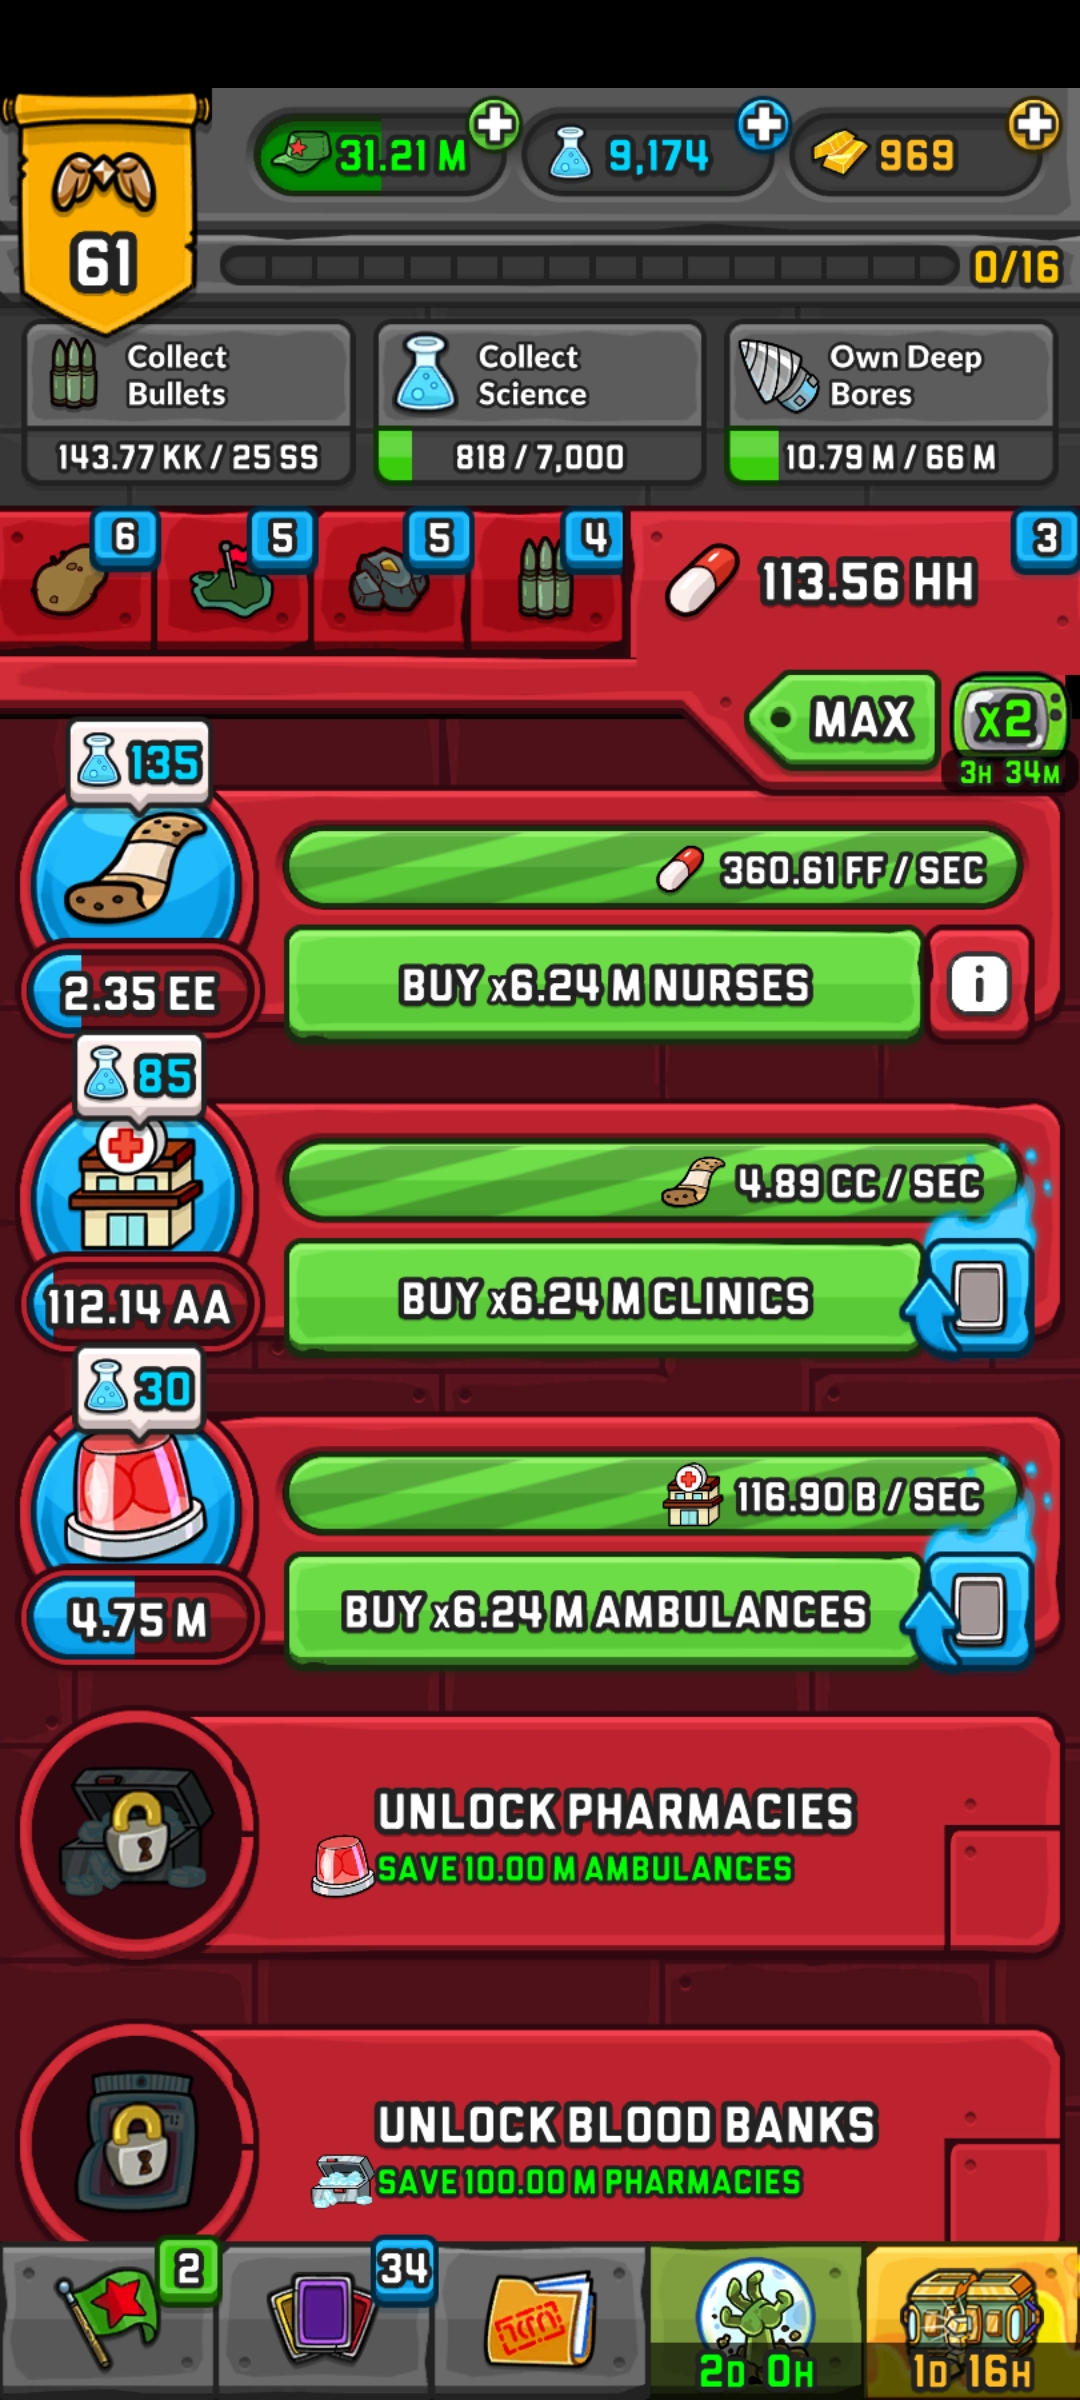 31.21 M
9,174
969
61
0/16
Collect
Bullets
143.77 KK / 25 SS
Collect
Science
818 / 7,000
Own Deep
Bores
10.79 M / 66 M
6
5
5
4
3
113.56 HH
MAX
x2
3H 34M
135
360.61 FF / SEC
BUY x6.24 M NURSES
i
2.35 EE
85
4.89 CC / SEC
BUY x6.24 M CLINICS
112.14 AA
30
116.90 B / SEC
BUY x6.24 M AMBULANCES
4.75 M
UNLOCK PHARMACIES
SAVE 10.00 M AMBULANCES
UNLOCK BLOOD BANKS
SAVE 100.00 M PHARMACIES
2
34
2D 0H
1D 16H